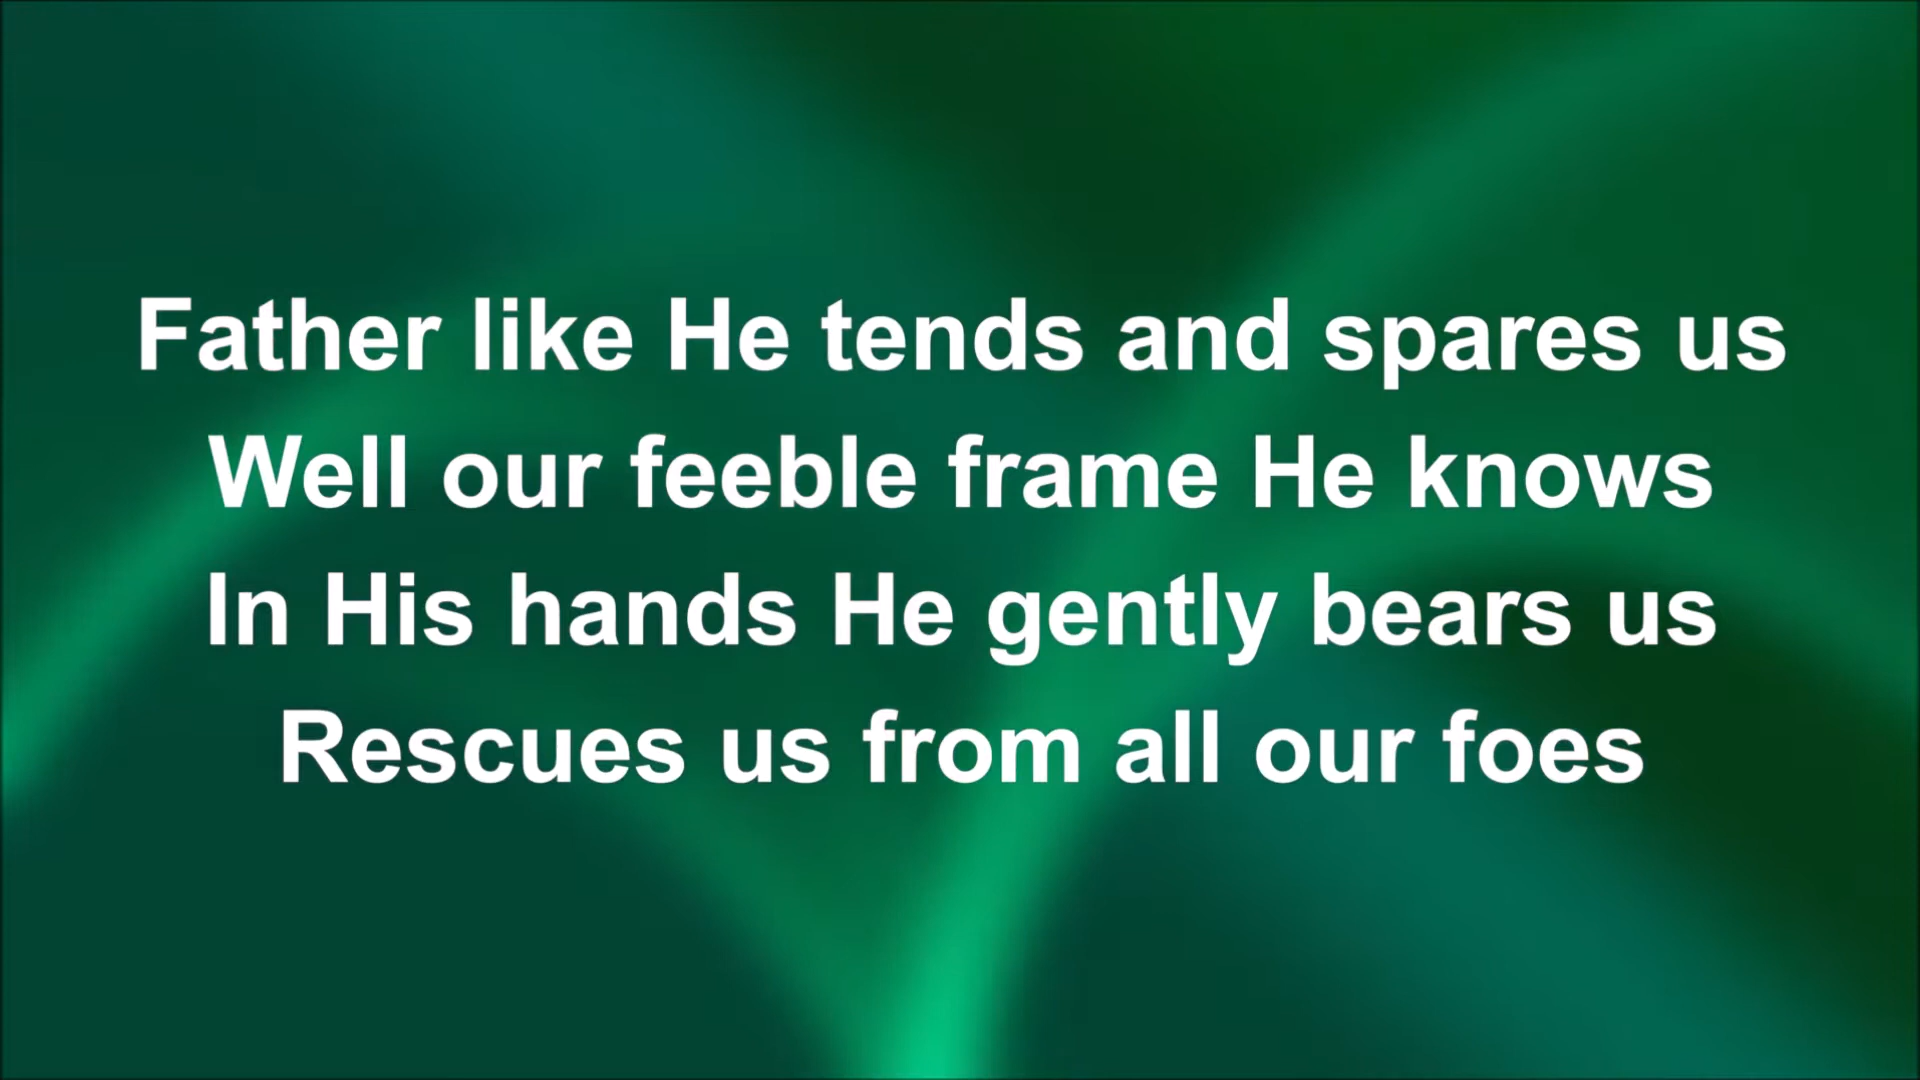 Father like He tends and spares us
Well our feeble frame He knows
In His hands He gently bears us
Rescues us from all our foes